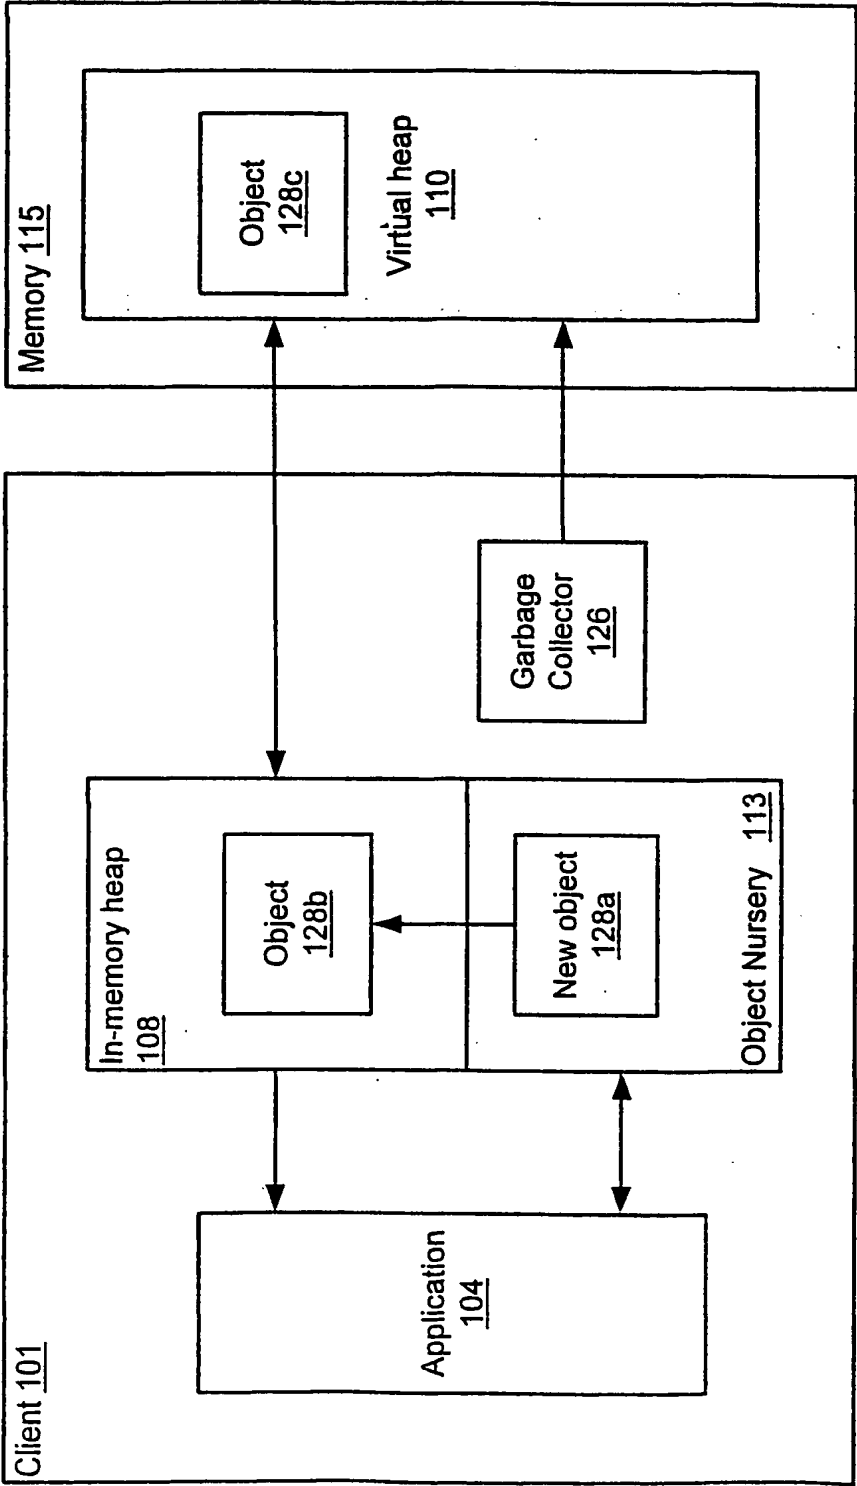 Client 101
Application
104
In-memory heap
108
Object
128b
New object
128a
Object Nursery 113
Garbage
Collector
126
Memory 115
Object
128c
Virtual heap
110